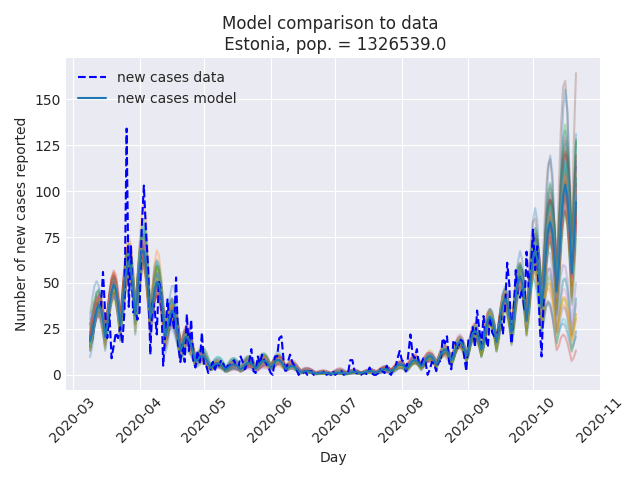 Model comparison to data
Estonia, pop. = 1326539.0
new cases data
new cases model
Number of new cases reported
150
125
100
75
50
25
0
2020-03
2020-04
2020-05
2020-06
2020-07
2020-08
2020-09
2020-10
2020-11
Day